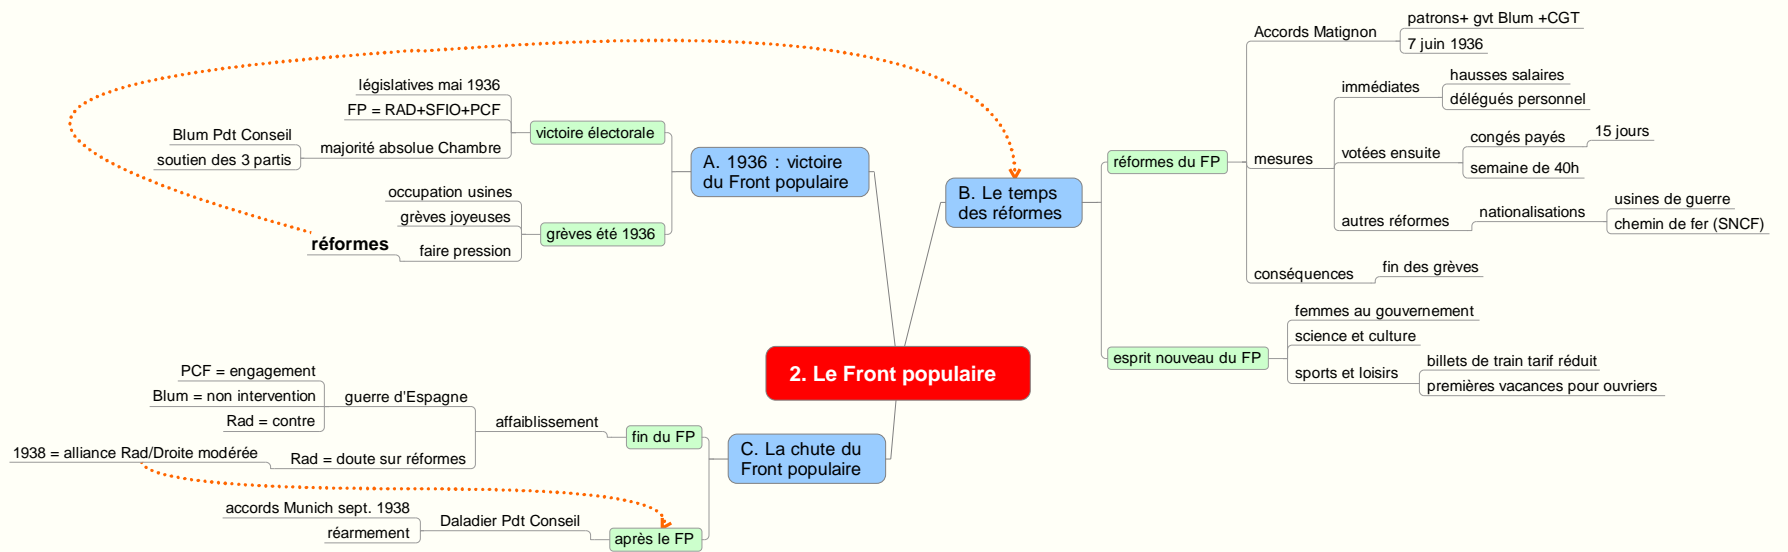 2. Le Front populaire
A. 1936 : victoire
du Front populaire
victoire électorale
législatives mai 1936
FP = RAD+SFIO+PCF
majorité absolue Chambre
Blum Pdt Conseil
soutien des 3 partis
grèves été 1936
occupation usines
grèves joyeuses
faire pression
réformes
B. Le temps
des réformes
réformes du FP
Accords Matignon
patrons+ gvt Blum +CGT
7 juin 1936
mesures
immédiates
hausses salaires
délégués personnel
votées ensuite
congés payés
15 jours
semaine de 40h
autres réformes
nationalisations
usines de guerre
chemin de fer (SNCF)
conséquences
fin des grèves
esprit nouveau du FP
femmes au gouvernement
science et culture
sports et loisirs
billets de train tarif réduit
premières vacances pour ouvriers
C. La chute du
Front populaire
fin du FP
affaiblissement
guerre d'Espagne
PCF = engagement
Blum = non intervention
Rad = contre
Rad = doute sur réformes
1938 = alliance Rad/Droite modérée
après le FP
Daladier Pdt Conseil
accords Munich sept. 1938
réarmement